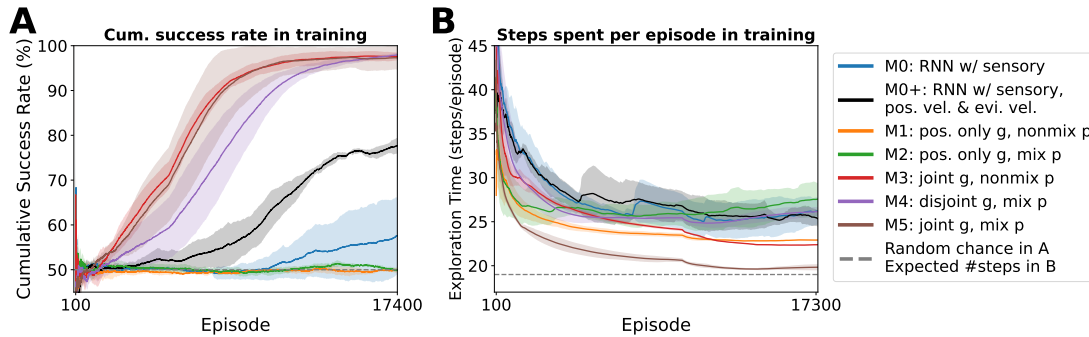 A
Cum. success rate in training
Cumulative Success Rate (%)
100
90
80
70
60
50
100
17400
Episode
B
Steps spent per episode in training
Exploration Time (steps/episode)
45
40
35
30
25
20
100
17300
Episode
M0: RNN w/ sensory
M0+: RNN w/ sensory,
pos. vel. & evi. vel.
M1: pos. only g, nonmix p
M2: pos. only g, mix p
M3: joint g, nonmix p
M4: disjoint g, mix p
M5: joint g, mix p
Random chance in A
Expected #steps in B